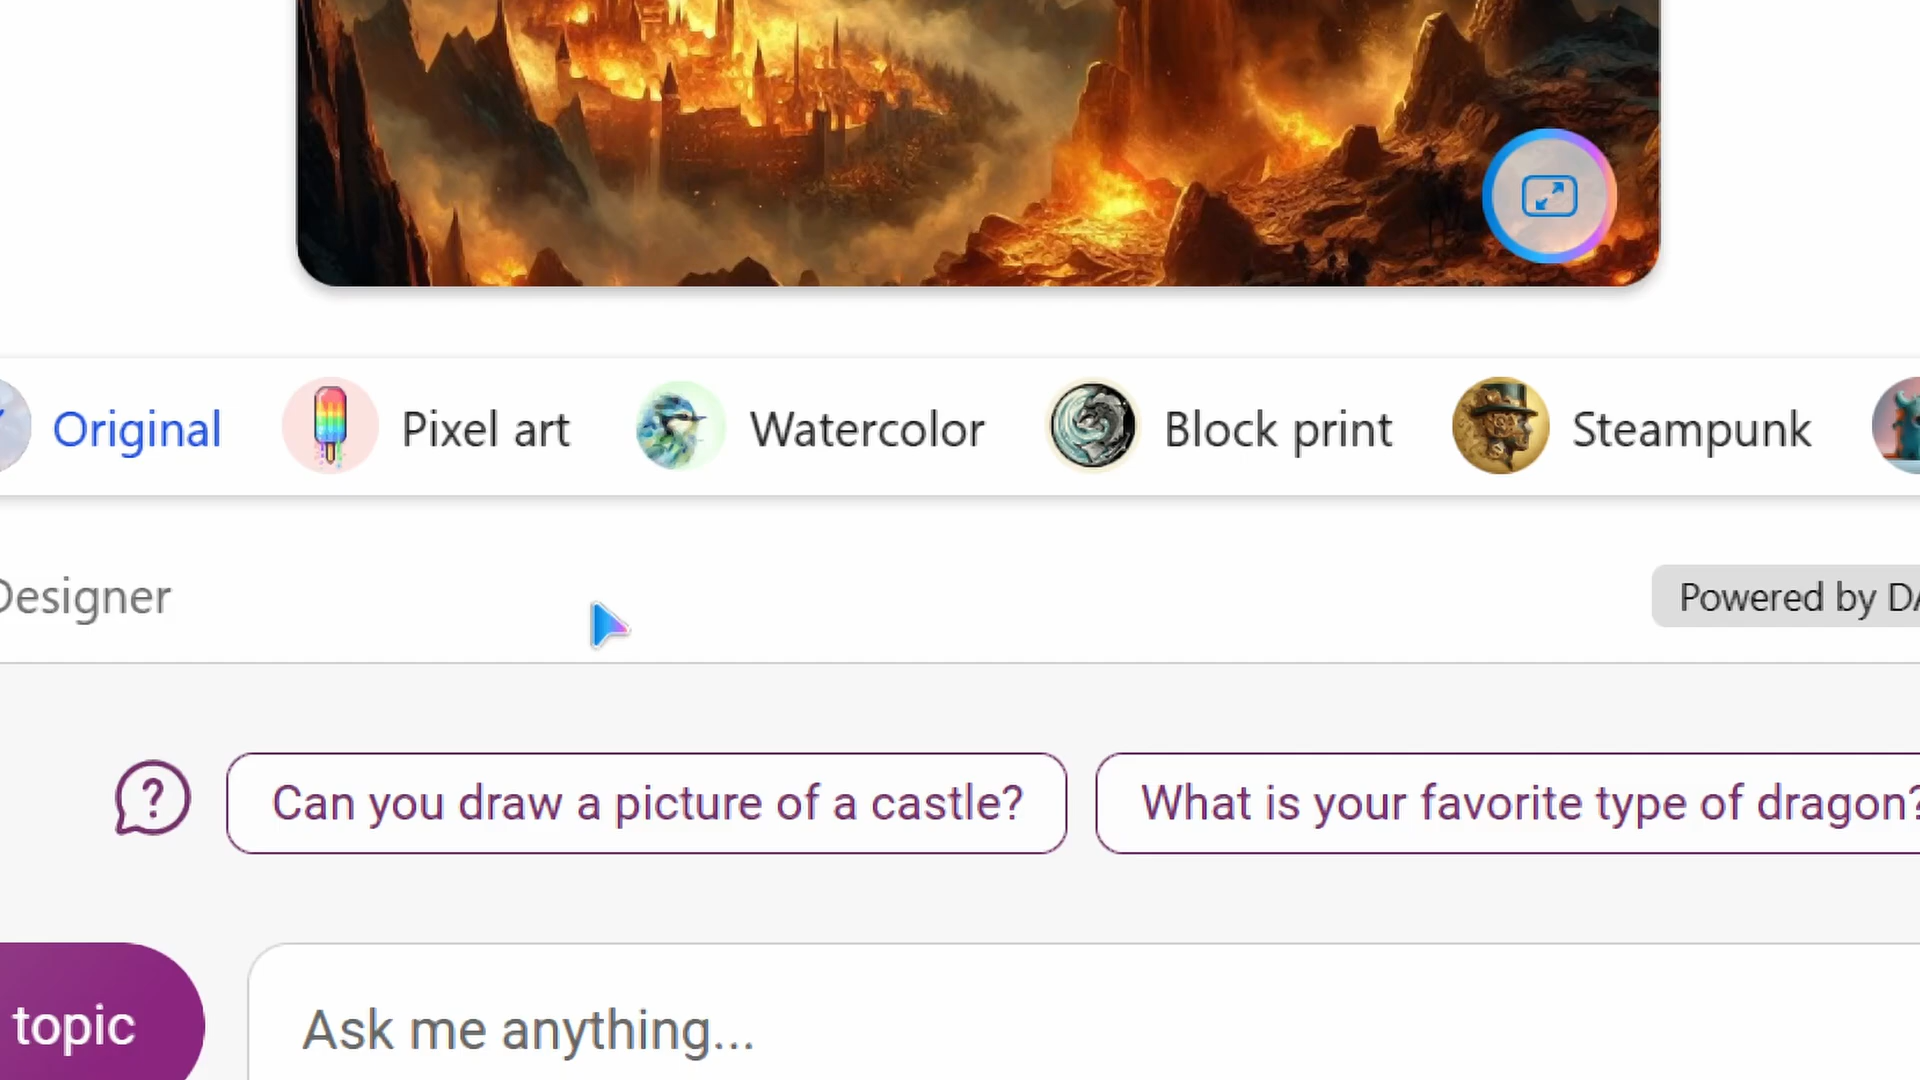 Original Pixel art Watercolor Block print Steampunk
Designer Powered by
Can you draw a picture of a castle? What is your favorite type of dragon?
topic Ask me anything...